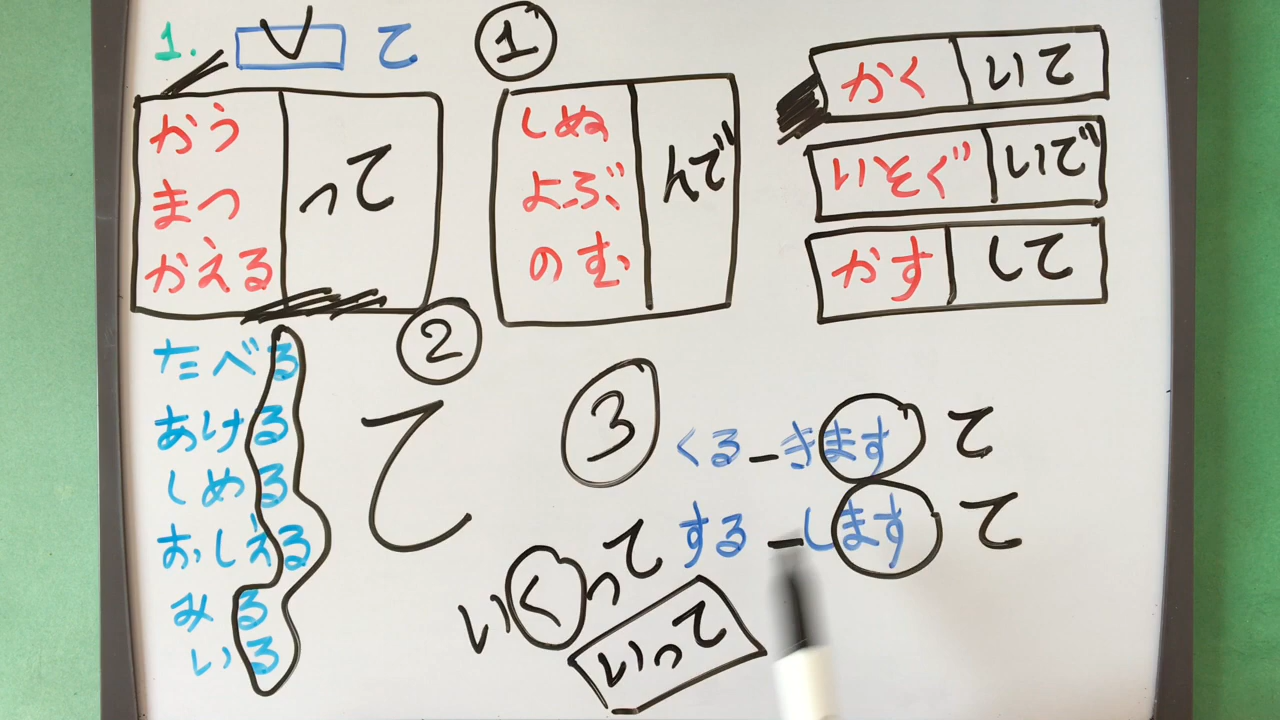 1. V て
①
かう
まつ
かえる
って
しぬ
よぶ
のむ
んで
かく いて
いそぐ いで
かす して
②
たべる
あける
しめる
おしえる
みる
いる
て
③
くる-きます て
する-します て
いくって
いって